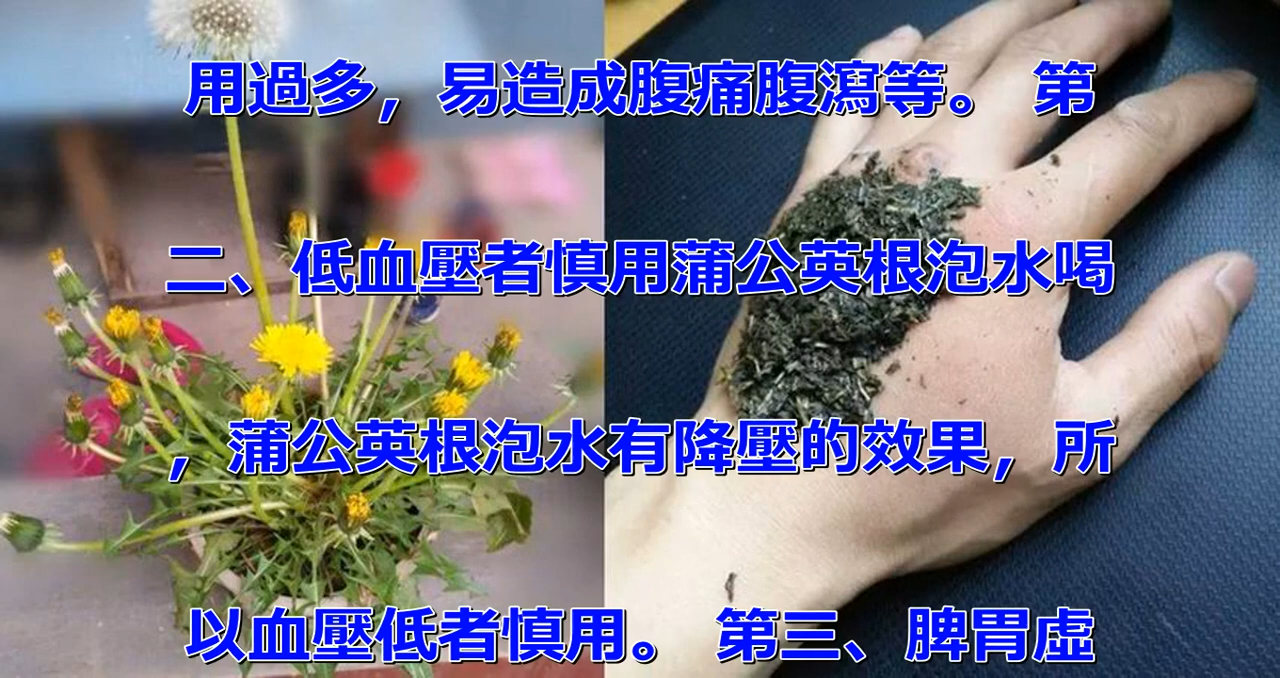 用過多，易造成腹痛腹瀉等。 第
二、低血壓者慎用蒲公英根泡水喝
，蒲公英根泡水有降壓的效果，所
以血壓低者慎用。 第三、脾胃虛